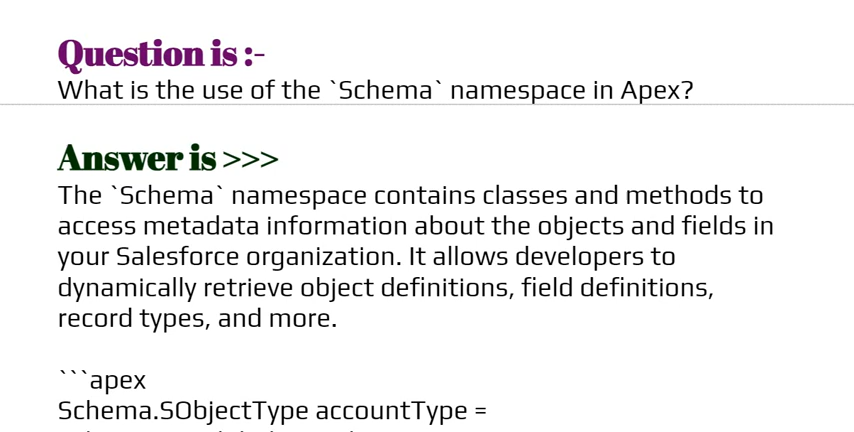 Question is :-
What is the use of the `Schema` namespace in Apex?
Answer is >>>
The `Schema` namespace contains classes and methods to
access metadata information about the objects and fields in
your Salesforce organization. It allows developers to
dynamically retrieve object definitions, field definitions,
record types, and more.
```apex
Schema.SObjectType accountType =